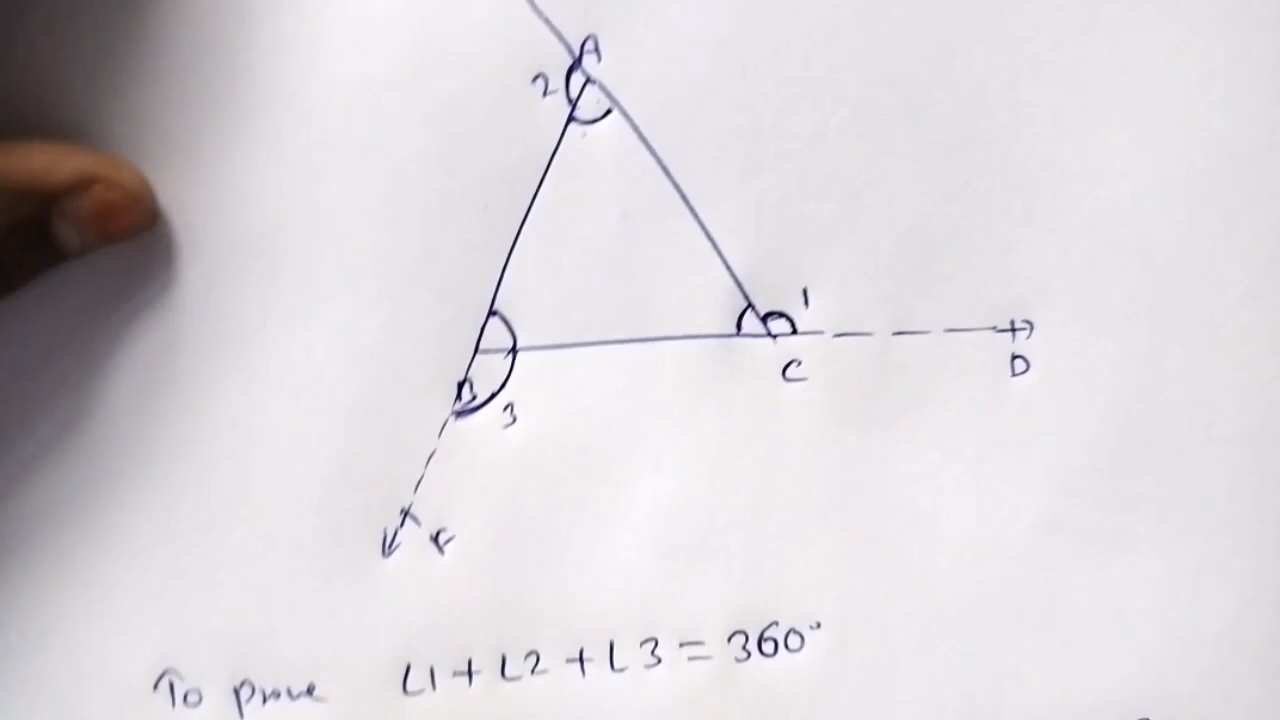 A
2
1
C
D
B
3
F
To prove ∠1 + ∠2 + ∠3 = 360°